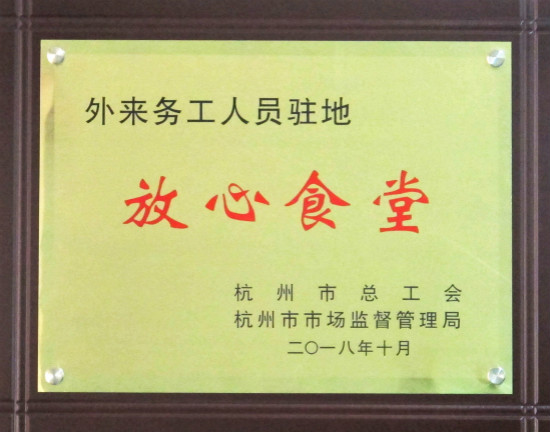 外来务工人员驻地
放心食堂
杭州市总工会
杭州市市场监督管理局
二〇一八年十月